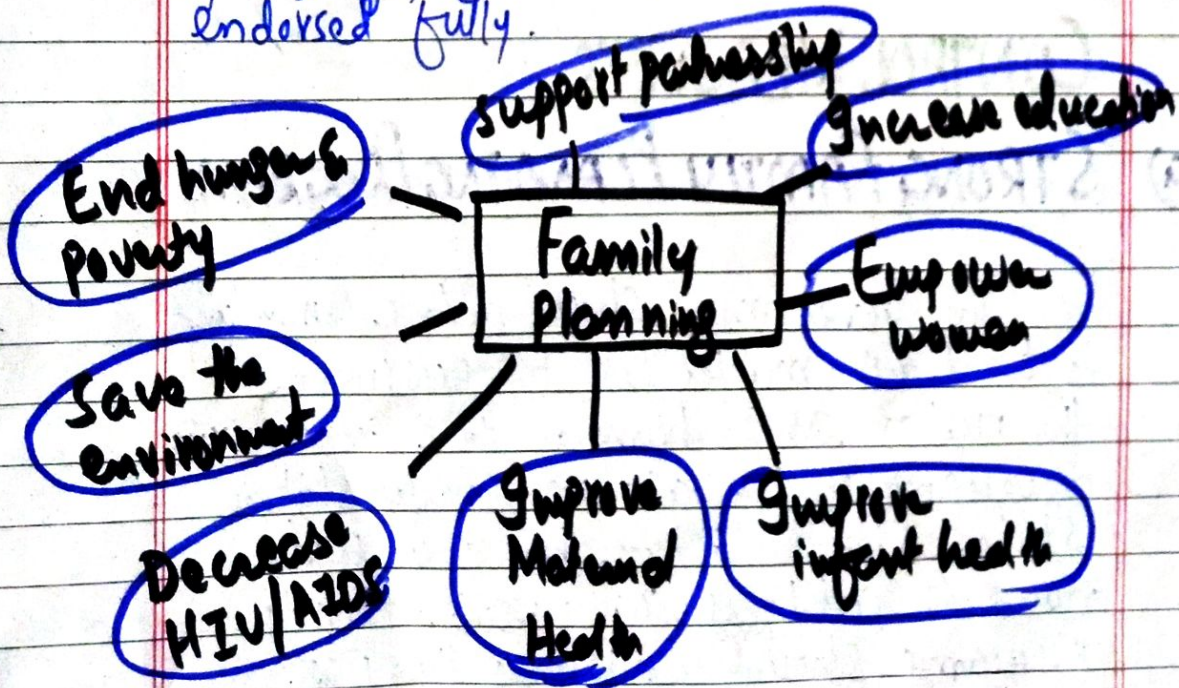 endorsed fully.
support partnership
Increase education
End hunger &
poverty
Family
planning
Empower
women
Save the
environment
Decrease
HIV/AIDS
Improve
Maternal
Health
Improve
infant health